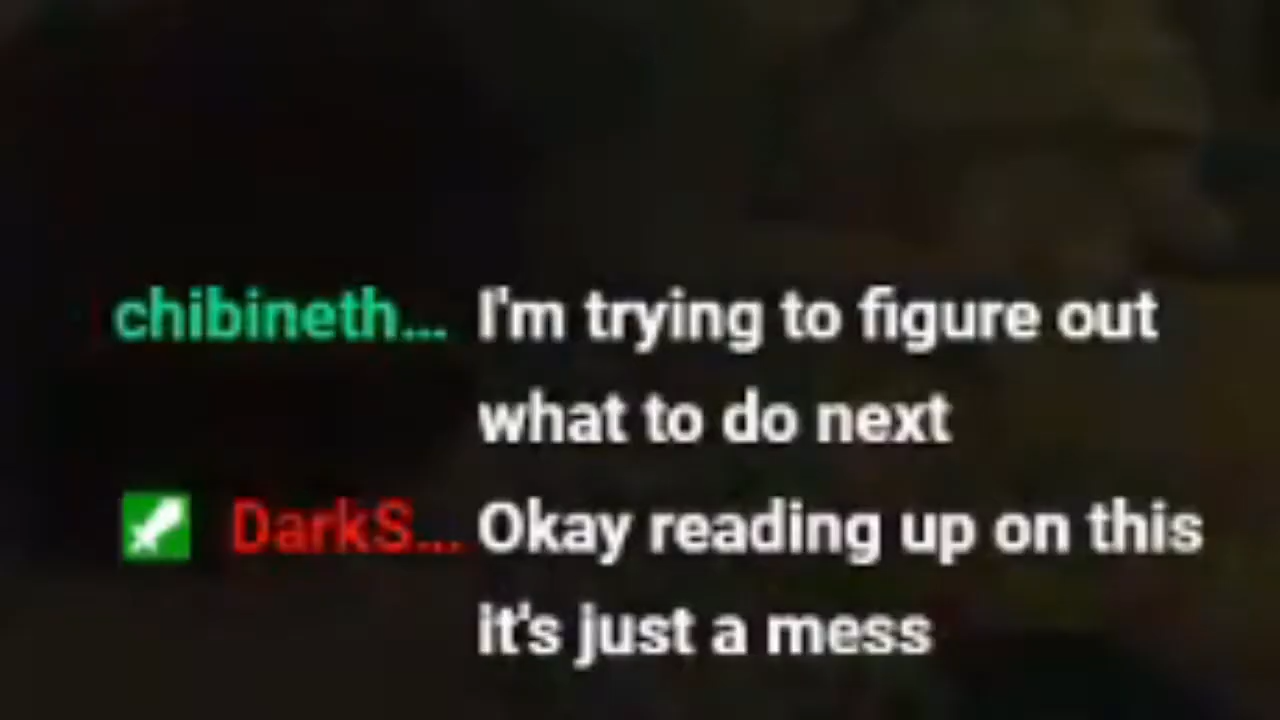 chibineth... I'm trying to figure out
what to do next
DarkS... Okay reading up on this
it's just a mess